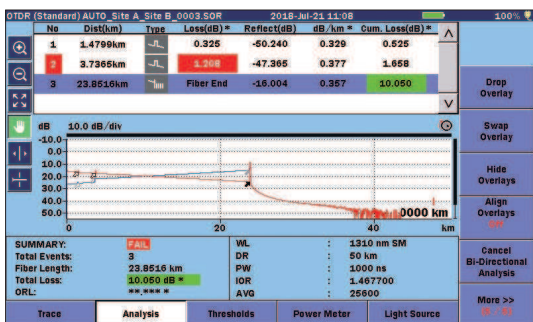 OTDR (Standard) AUTO_Site A_Site B_0003.SOR 2018-Jul-21 11:08 100%
No Dist(km) Type Loss(dB)* Reflect(dB) dB/km * Cum. Loss(dB)*
1 1.4799km 0.325 -50.240 0.329 0.525
2 3.7365km 1.208 -47.365 0.377 1.658
3 23.8516km Fiber End -16.004 0.357 10.050
dB 10.0 dB/div
-10.0
0.0
10.0
20.0
30.0
40.0
50.0
0000 km
0 20 40 km
SUMMARY: FAIL
Total Events: 3
Fiber Length: 23.8516 km
Total Loss: 10.050 dB *
ORL: **.**** *
WL : 1310 nm SM
DR : 50 km
PW : 1000 ns
IOR : 1.467700
AVG : 25600
Drop
Overlay
Swap
Overlay
Hide
Overlays
Align
Overlays
Cancel
Bi-Directional
Analysis
More >>
Trace Analysis Thresholds Power Meter Light Source